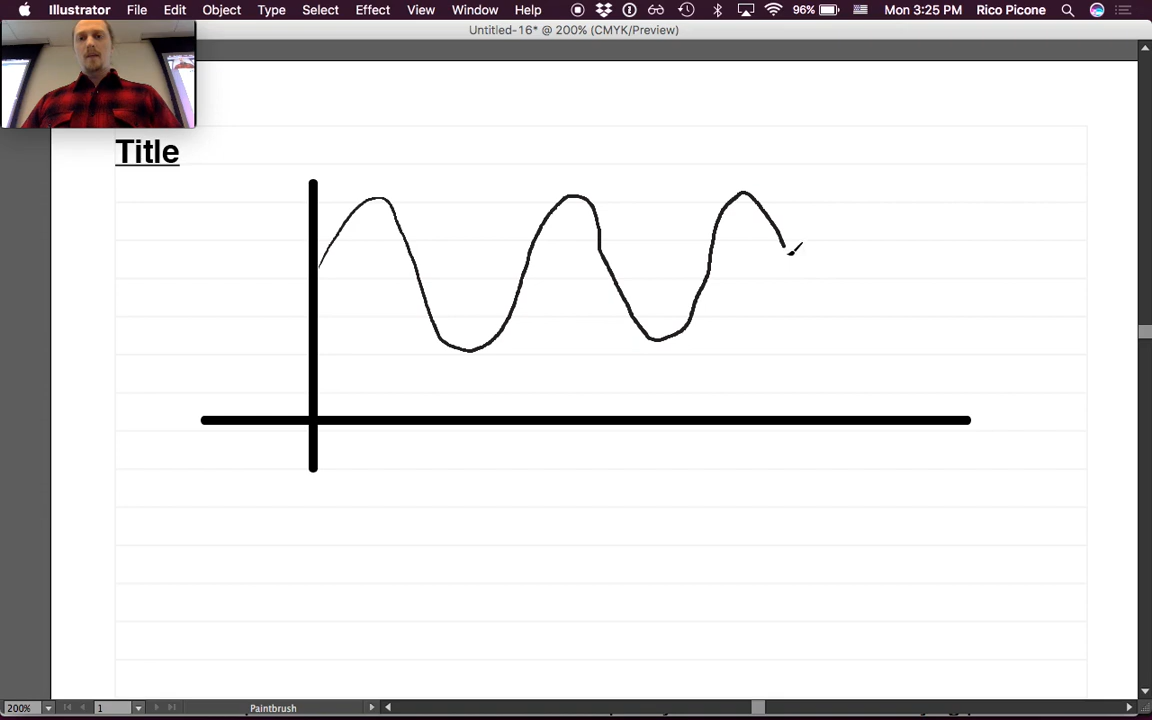 Illustrator File Edit Object Type Select Effect View Window Help 96% Mon 3:25 PM Rico Picone
Untitled-16* @ 200% (CMYK/Preview)
Title
200% 1 Paintbrush